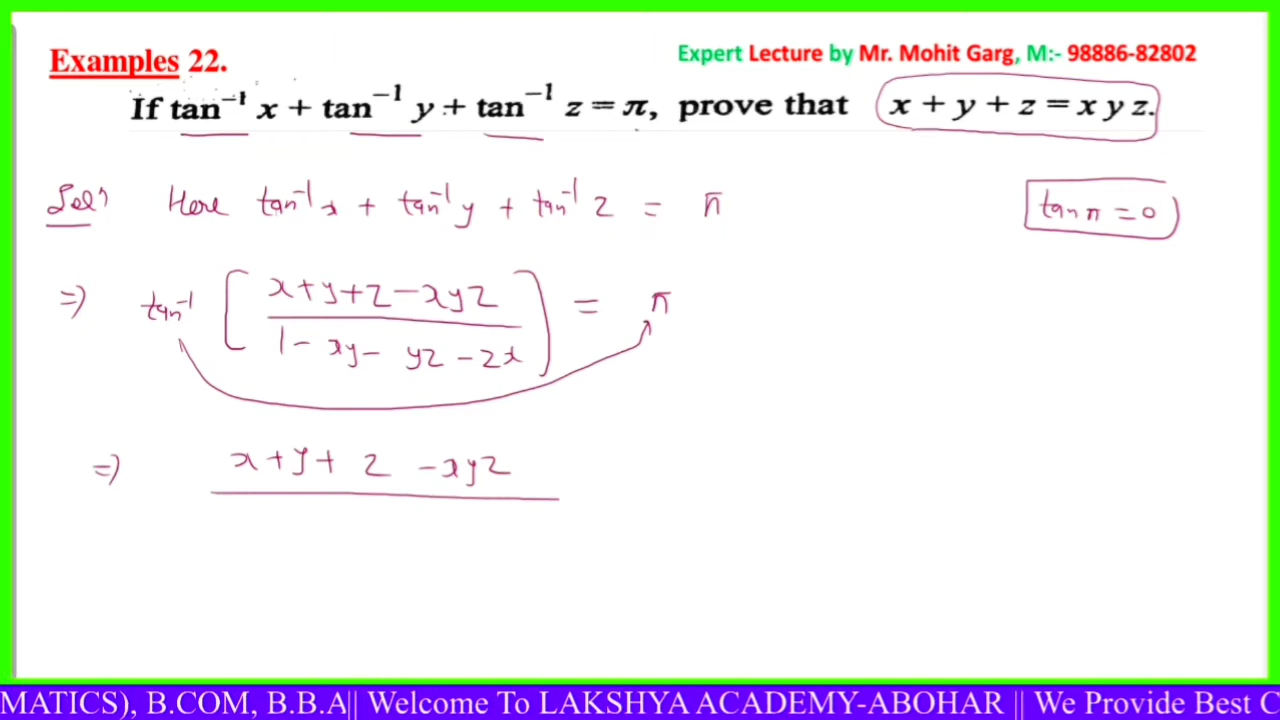 Examples 22.
Expert Lecture by Mr. Mohit Garg, M:- 98886-82802
If tan⁻¹ x + tan⁻¹ y + tan⁻¹ z = π, prove that x + y + z = x y z.
Solⁿ Here tan⁻¹x + tan⁻¹y + tan⁻¹z = π
tan π = 0
=> tan⁻¹ [ (x+y+z-xyz) / (1-xy-yz-zx) ] = π
=> x+y+z-xyz
MATICS), B.COM, B.B.A|| Welcome To LAKSHYA ACADEMY-ABOHAR || We Provide Best C